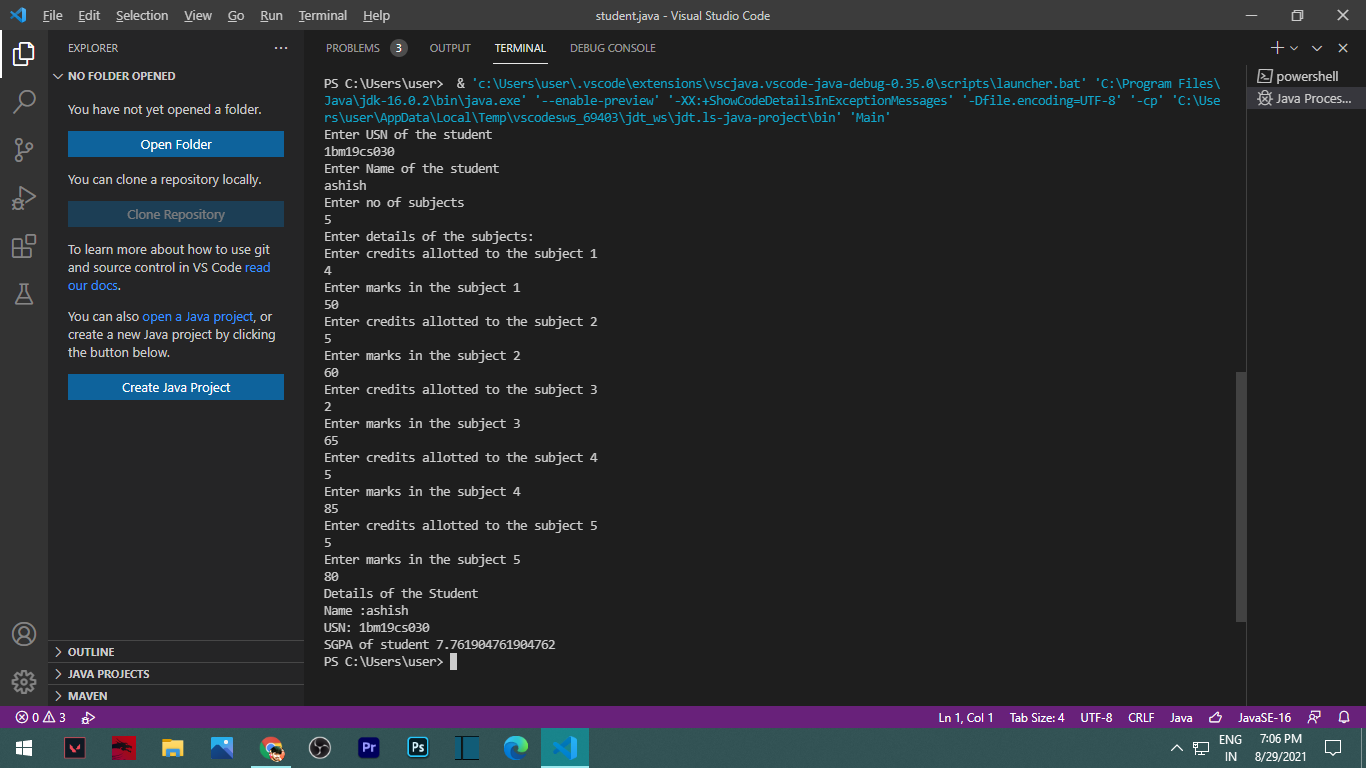 File Edit Selection View Go Run Terminal Help
student.java - Visual Studio Code
EXPLORER
NO FOLDER OPENED
You have not yet opened a folder.
Open Folder
You can clone a repository locally.
Clone Repository
To learn more about how to use git
and source control in VS Code read
our docs.
You can also open a Java project, or
create a new Java project by clicking
the button below.
Create Java Project
OUTLINE
JAVA PROJECTS
MAVEN
PROBLEMS 3 OUTPUT TERMINAL DEBUG CONSOLE
PS C:\Users\user>  & 'c:\Users\user\.vscode\extensions\vscjava.vscode-java-debug-0.35.0\scripts\launcher.bat' 'C:\Program Files\
Java\jdk-16.0.2\bin\java.exe' '--enable-preview' '-XX:+ShowCodeDetailsInExceptionMessages' '-Dfile.encoding=UTF-8' '-cp' 'C:\Use
rs\user\AppData\Local\Temp\vscodesws_69403\jdt_ws\jdt.ls-java-project\bin' 'Main'
Enter USN of the student
1bm19cs030
Enter Name of the student
ashish
Enter no of subjects
5
Enter details of the subjects:
Enter credits allotted to the subject 1
4
Enter marks in the subject 1
50
Enter credits allotted to the subject 2
5
Enter marks in the subject 2
60
Enter credits allotted to the subject 3
2
Enter marks in the subject 3
65
Enter credits allotted to the subject 4
5
Enter marks in the subject 4
85
Enter credits allotted to the subject 5
5
Enter marks in the subject 5
80
Details of the Student
Name :ashish
USN: 1bm19cs030
SGPA of student 7.761904761904762
PS C:\Users\user>
powershell
Java Proces...
0 3
Ln 1, Col 1 Tab Size: 4 UTF-8 CRLF Java JavaSE-16
Pr
Ps
ENG
IN
7:06 PM
8/29/2021